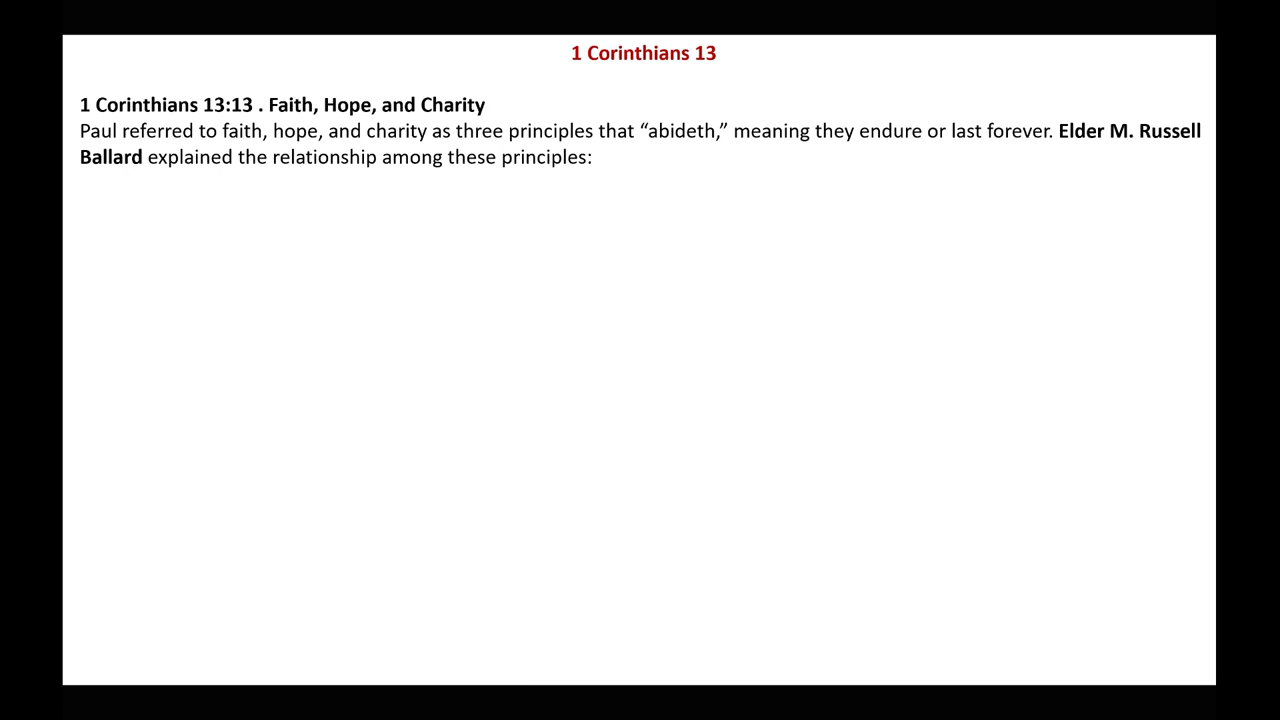 1 Corinthians 13
1 Corinthians 13:13 . Faith, Hope, and Charity
Paul referred to faith, hope, and charity as three principles that “abideth,” meaning they endure or last forever. Elder M. Russell
Ballard explained the relationship among these principles: